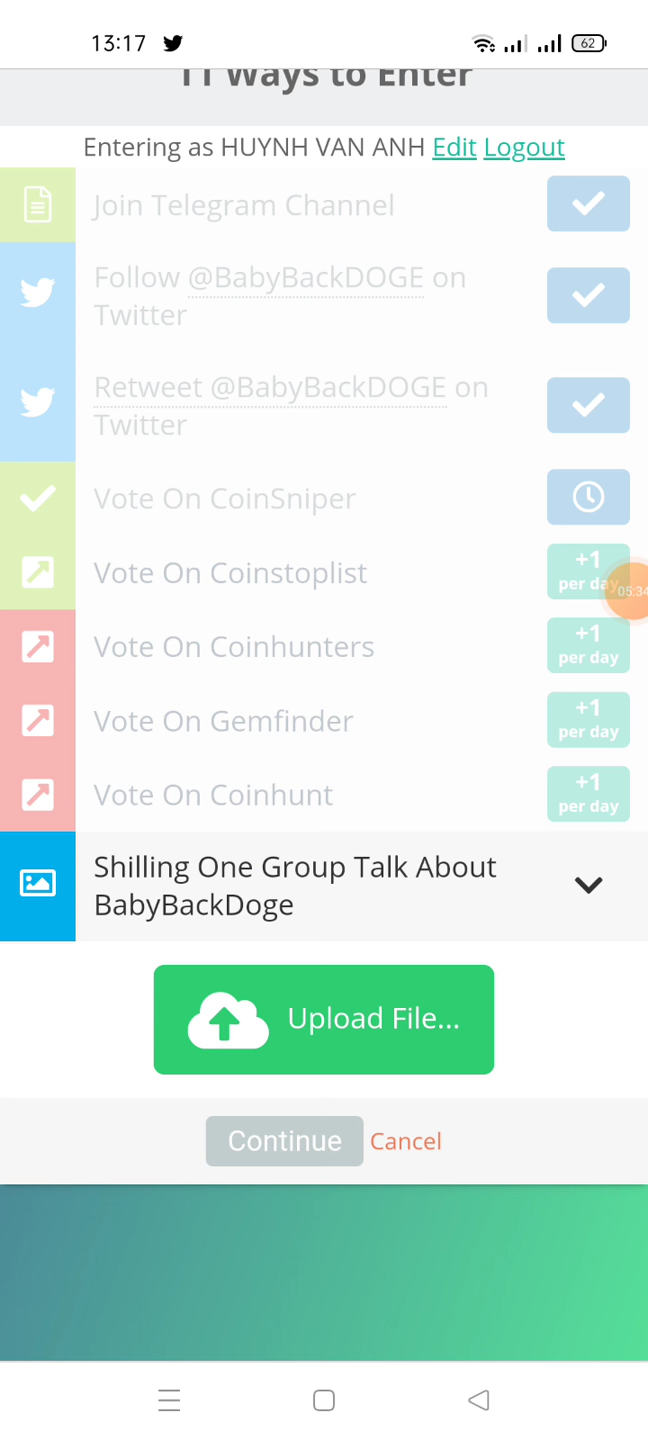 13:17
62
11 Ways to Enter
Entering as HUYNH VAN ANH Edit Logout
Join Telegram Channel
Follow @BabyBackDOGE on
Twitter
Retweet @BabyBackDOGE on
Twitter
Vote On CoinSniper
Vote On Coinstoplist
+1
per day
05:34
Vote On Coinhunters
+1
per day
Vote On Gemfinder
+1
per day
Vote On Coinhunt
+1
per day
Shilling One Group Talk About
BabyBackDoge
Upload File...
Continue Cancel